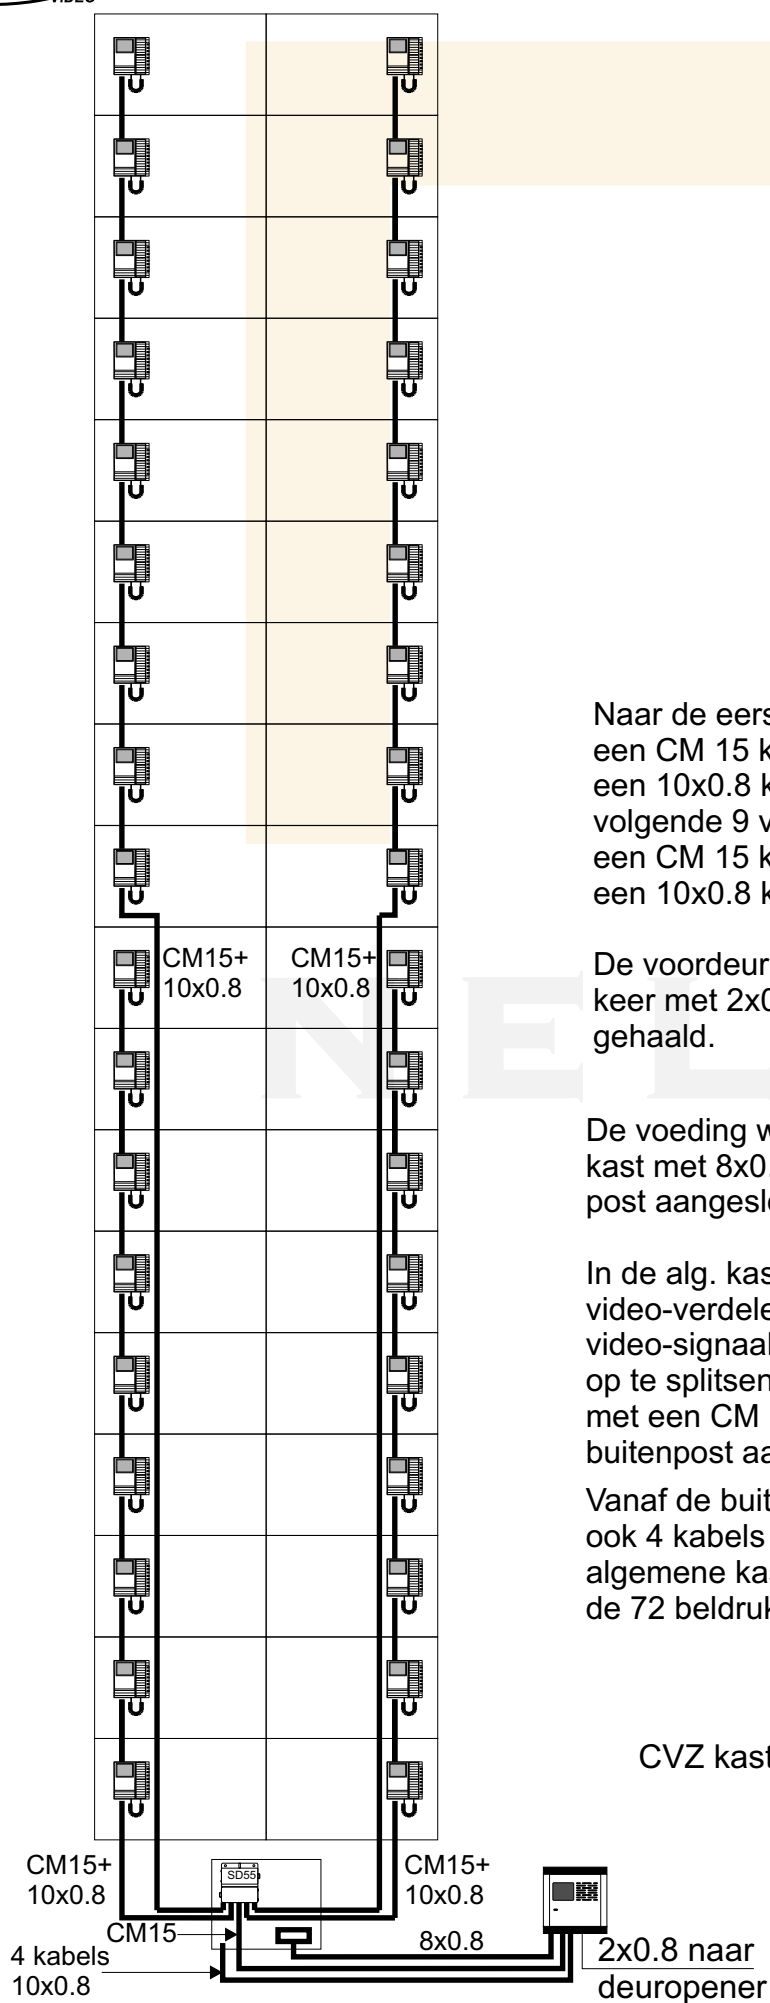 VIDEO
Naar de eers
een CM 15 k
een 10x0.8 k
volgende 9 v
een CM 15 k
een 10x0.8 k
CM15+
10x0.8
CM15+
10x0.8
De voordeur
keer met 2x0
gehaald.
NEL
De voeding w
kast met 8x0.
post aangesl
In de alg. kas
video-verdele
video-signaal
op te splitsen
met een CM
buitenpost aa
Vanaf de buit
ook 4 kabels
algemene ka
de 72 beldruk
CVZ kast
CM15+
10x0.8
SD55
CM15+
10x0.8
CM15
8x0.8
4 kabels
10x0.8
2x0.8 naar
deuropener